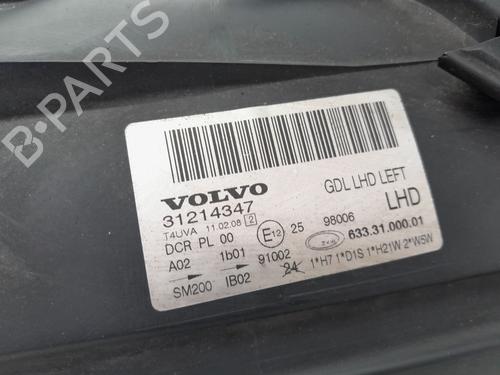 B-PARTS
VOLVO
31214347
T4UVA 11.02.08 2
DCR PL 00
A02 1b01
SM200 IB02
GDL LHD LEFT
LHD
E12 25 98006
91002 24
633.31.000.01
1*H7 1*D1S 1*H21W 2*W5W